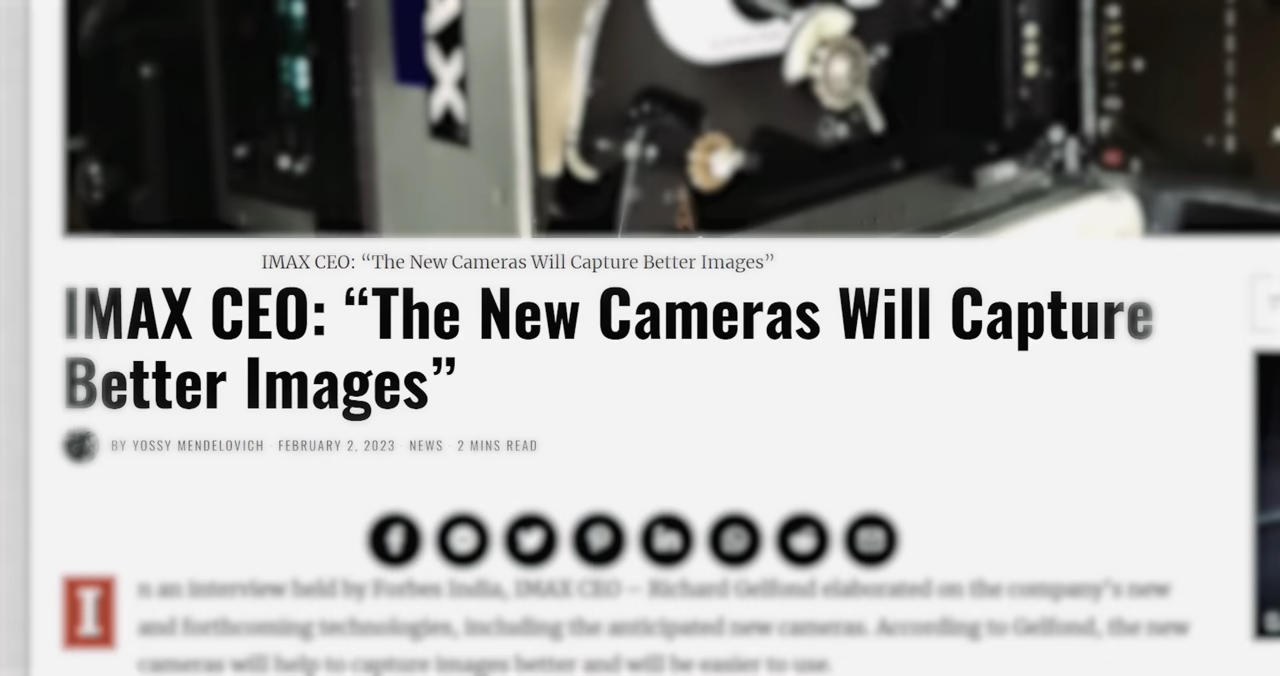 AX
IMAX CEO: “The New Cameras Will Capture Better Images”
IMAX CEO: “The New Cameras Will Capture
Better Images”
BY YOSSY MENDELOVICH · FEBRUARY 2, 2023 · NEWS · 2 MINS READ
In an interview held by Forbes India, IMAX CEO – Richard Gelfond elaborated on the company's new
and forthcoming technologies, including the anticipated new cameras. According to Gelfond, the new
cameras will help to capture images better and will be easier to use.